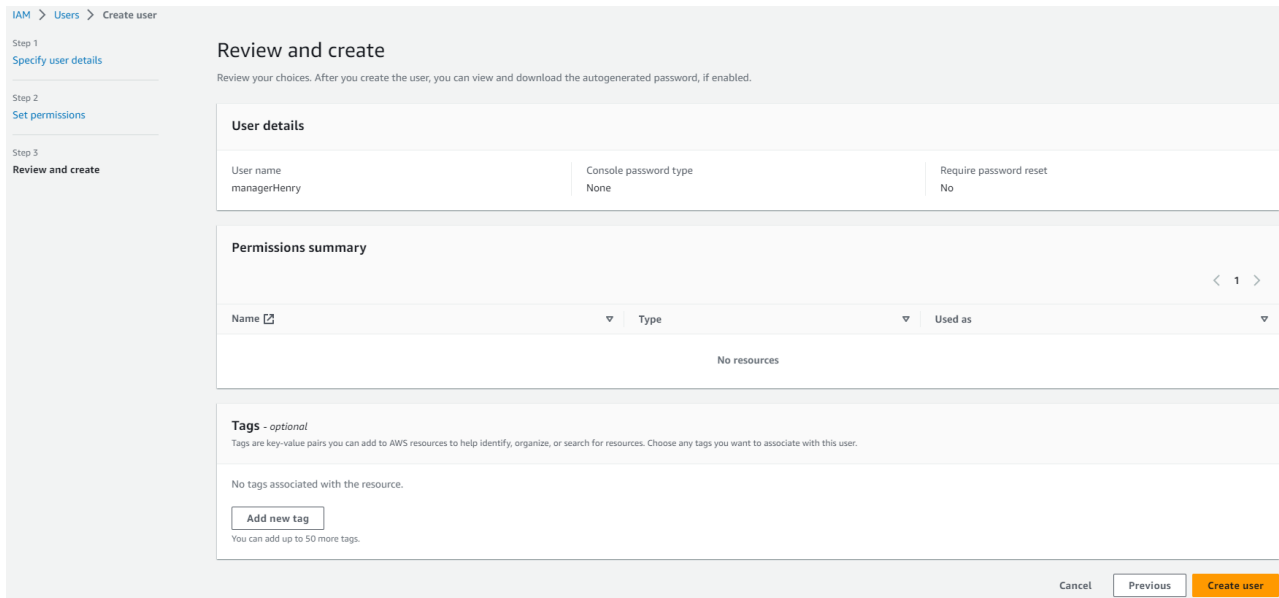 IAM > Users > Create user
Step 1
Specify user details
Step 2
Set permissions
Step 3
Review and create
Review and create
Review your choices. After you create the user, you can view and download the autogenerated password, if enabled.
User details
User name
managerHenry
Console password type
None
Require password reset
No
Permissions summary
< 1 >
Name Type Used as
No resources
Tags - optional
Tags are key-value pairs you can add to AWS resources to help identify, organize, or search for resources. Choose any tags you want to associate with this user.
No tags associated with the resource.
Add new tag
You can add up to 50 more tags.
Cancel Previous Create user